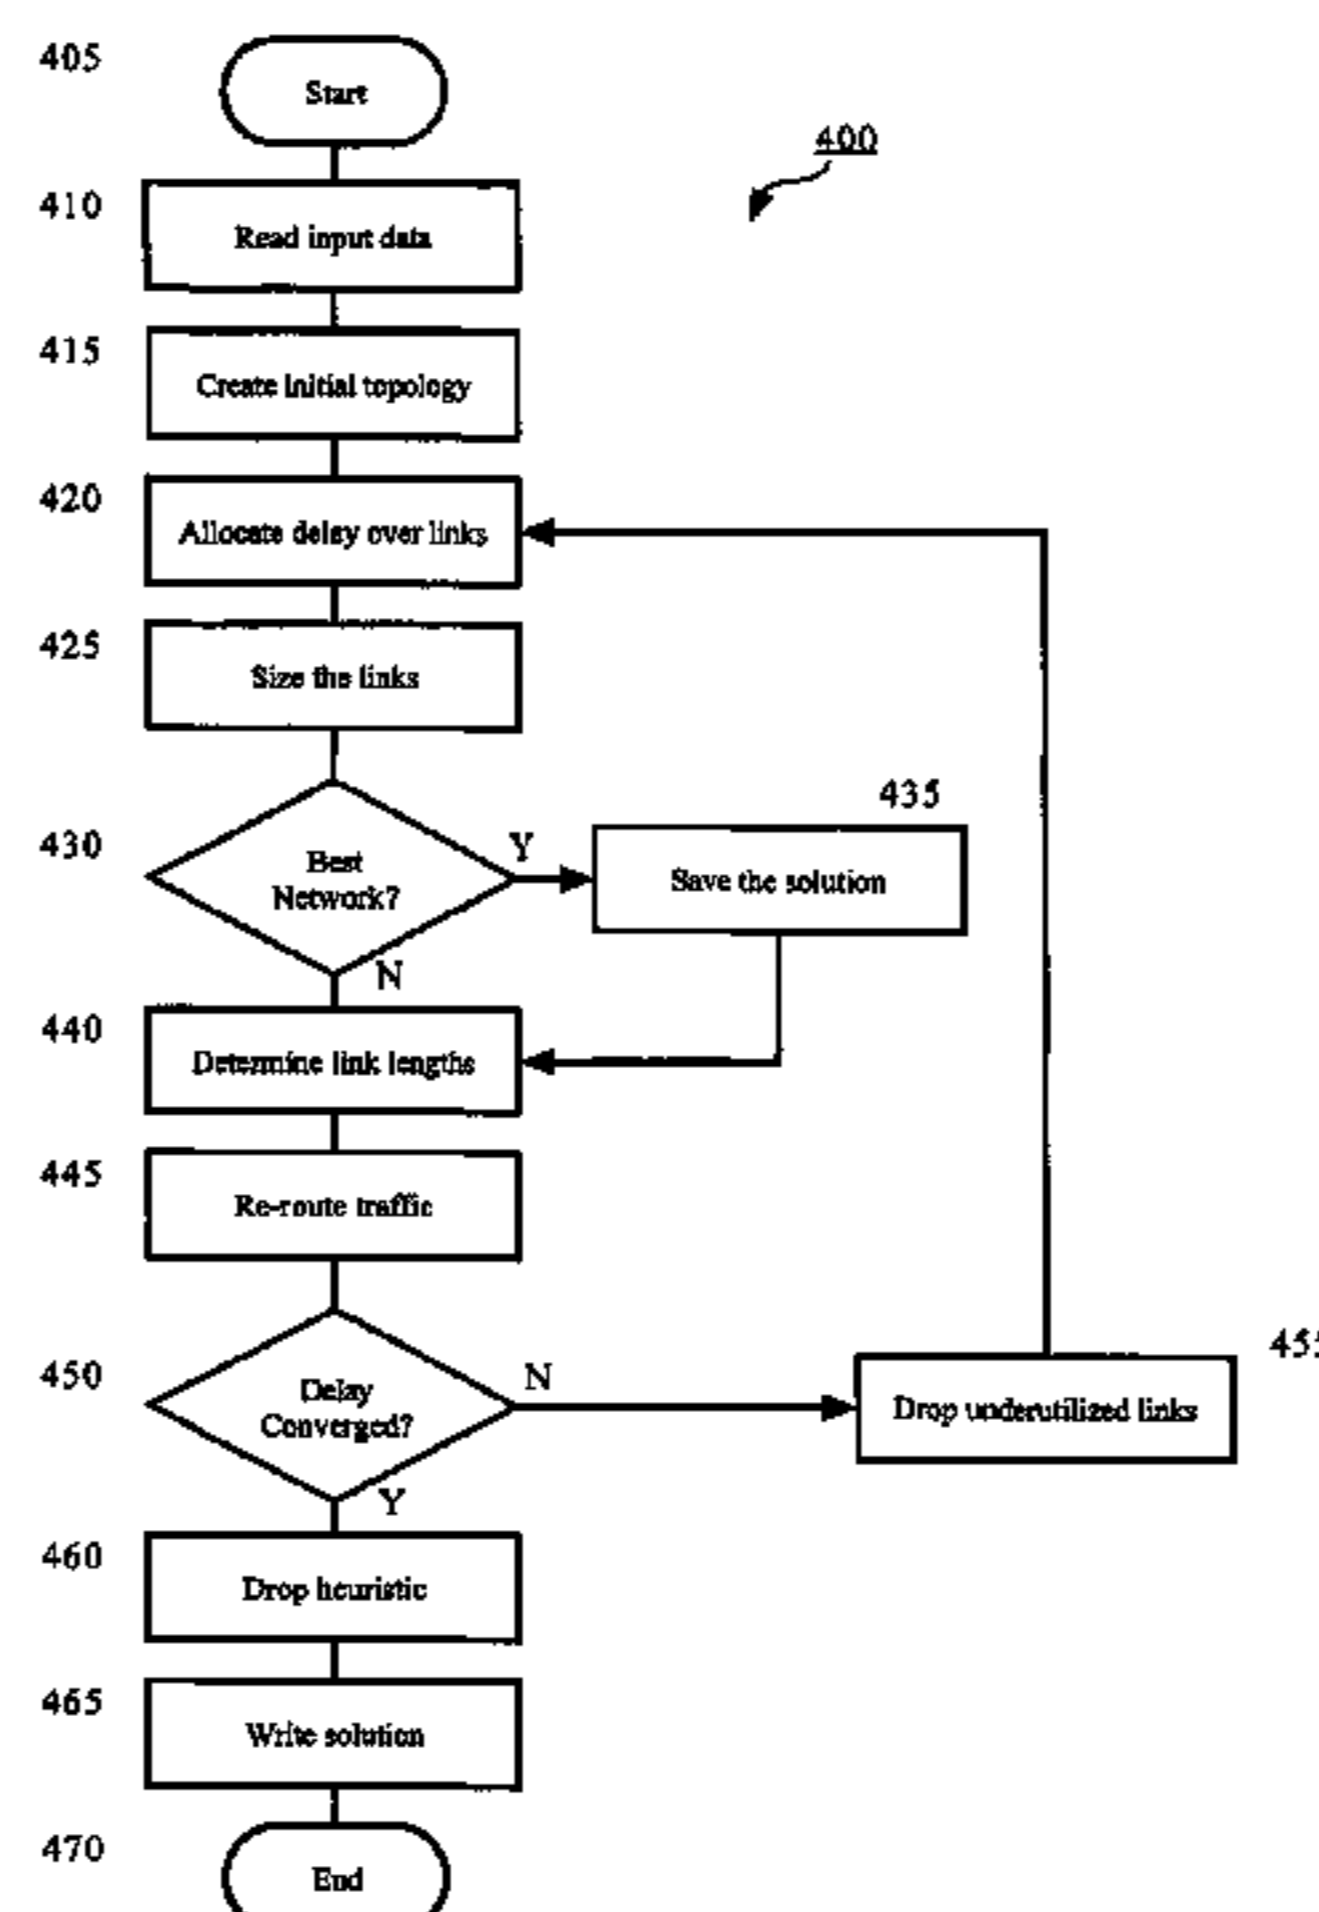 405
Start
400
410
Read input data
415
Create initial topology
420
Allocate delay over links
425
Size the links
430
Best
Network?
Y
435
Save the solution
N
440
Determine link lengths
445
Re-route traffic
450
Delay
Converged?
N
455
Drop underutilized links
Y
460
Drop heuristic
465
Write solution
470
End